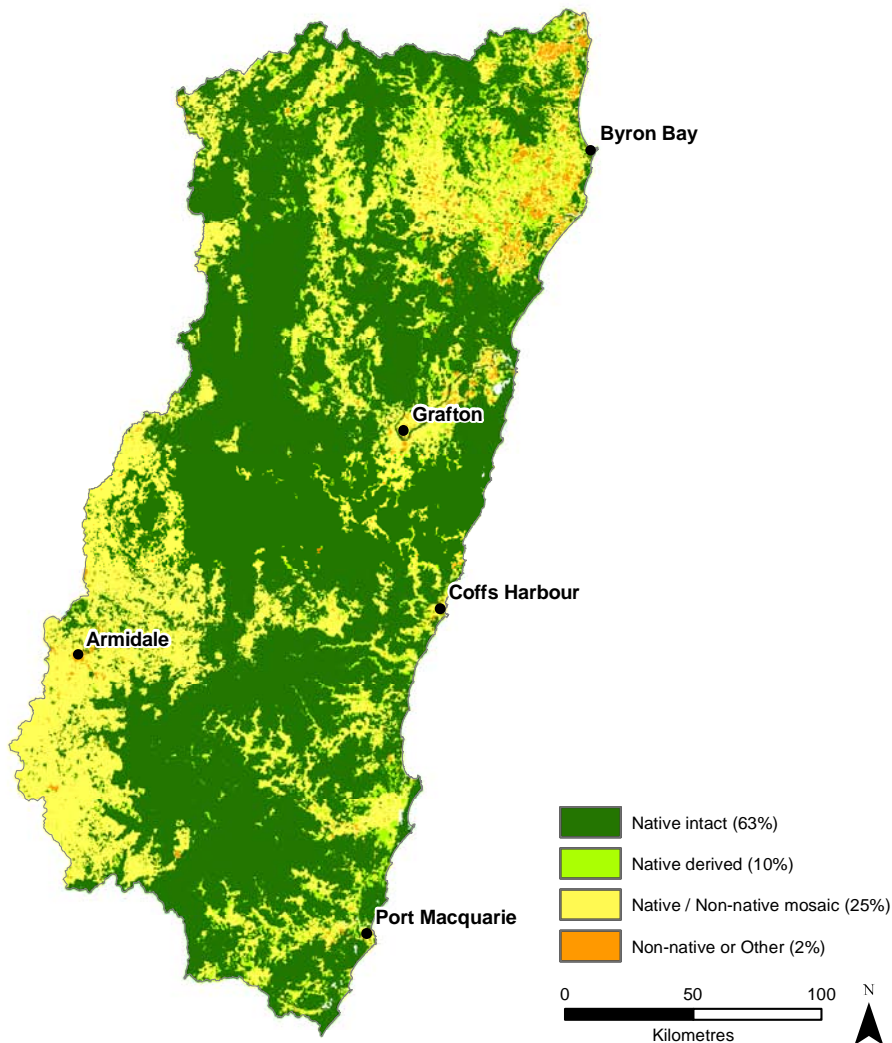 Byron Bay
Grafton
Coffs Harbour
Armidale
Port Macquarie
Native intact (63%)
Native derived (10%)
Native / Non-native mosaic (25%)
Non-native or Other (2%)
0 50 100
Kilometres
N